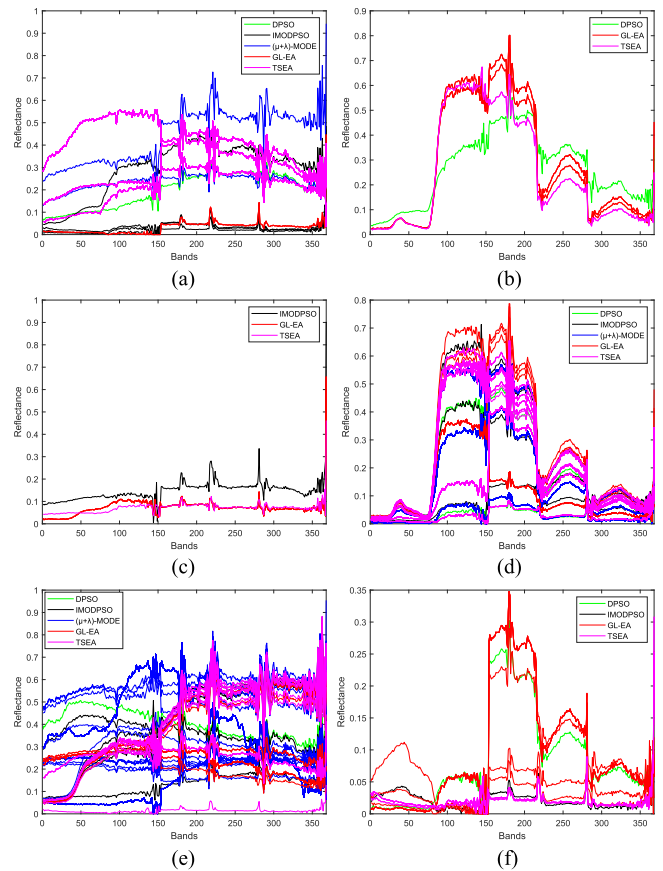 1
0.9
0.8
0.7
0.6
0.5
0.4
0.3
0.2
0.1
0
Reflectance
0 50 100 150 200 250 300 350
Bands
DPSO
IMODPSO
(μ+λ)-MODE
GL-EA
TSEA
(a)
0.9
0.8
0.7
0.6
0.5
0.4
0.3
0.2
0.1
0
Reflectance
0 50 100 150 200 250 300 350
Bands
DPSO
GL-EA
TSEA
(b)
1
0.9
0.8
0.7
0.6
0.5
0.4
0.3
0.2
0.1
0
Reflectance
0 50 100 150 200 250 300 350
Bands
IMODPSO
GL-EA
TSEA
(c)
0.8
0.7
0.6
0.5
0.4
0.3
0.2
0.1
0
Reflectance
0 50 100 150 200 250 300 350
Bands
DPSO
IMODPSO
(μ+λ)-MODE
GL-EA
TSEA
(d)
1
0.9
0.8
0.7
0.6
0.5
0.4
0.3
0.2
0.1
0
Reflectance
0 50 100 150 200 250 300 350
Bands
DPSO
IMODPSO
(μ+λ)-MODE
GL-EA
TSEA
(e)
0.35
0.3
0.25
0.2
0.15
0.1
0.05
0
Reflectance
0 50 100 150 200 250 300 350
Bands
DPSO
IMODPSO
GL-EA
TSEA
(f)